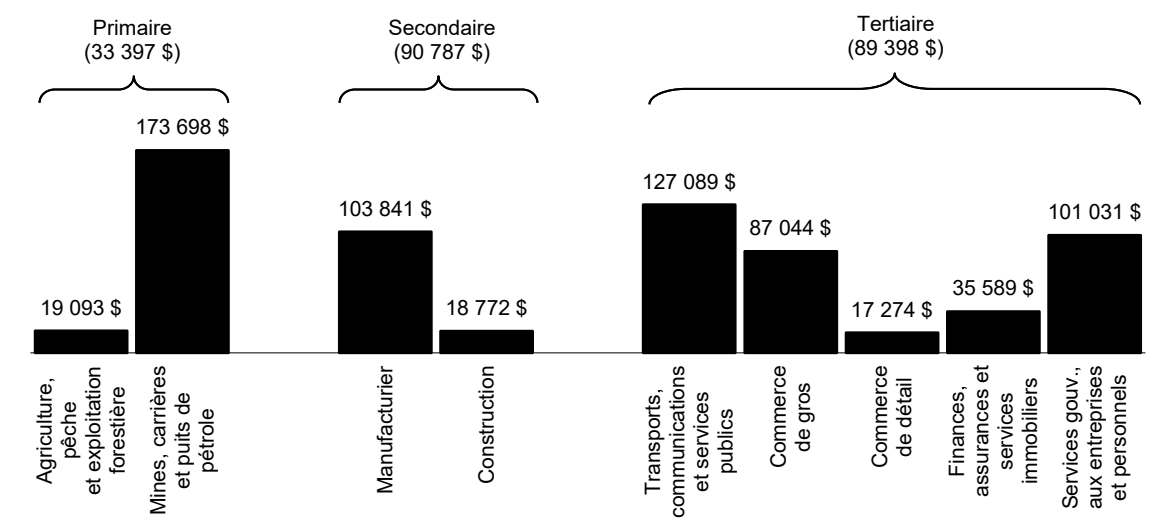 Primaire
(33 397 $)
Secondaire
(90 787 $)
Tertiaire
(89 398 $)
173 698 $
19 093 $
103 841 $
18 772 $
127 089 $
87 044 $
17 274 $
35 589 $
101 031 $
Agriculture,
pêche
et exploitation
forestière
Mines, carrières
et puits de
pétrole
Manufacturier
Construction
Transports,
communications
et services
publics
Commerce
de gros
Commerce
de détail
Finances,
assurances et
services
immobiliers
Services gouv.,
aux entreprises
et personnels